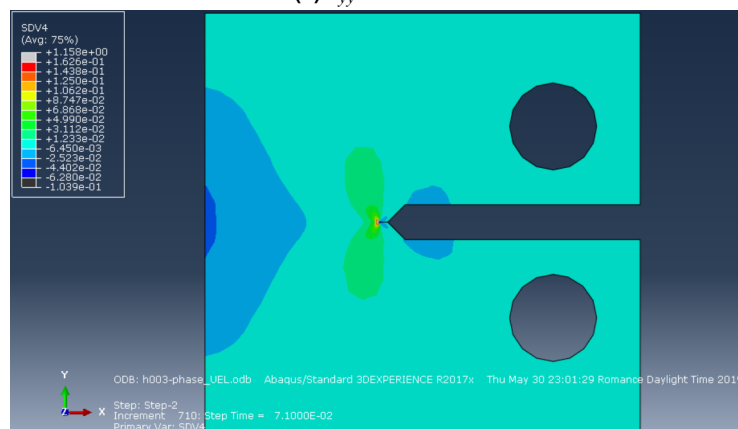 SDV4
(Avg: 75%)
+1.158e+00
+1.626e-01
+1.438e-01
+1.250e-01
+1.062e-01
+8.747e-02
+6.868e-02
+4.990e-02
+3.112e-02
+1.233e-02
-6.450e-03
-2.523e-02
-4.402e-02
-6.280e-02
-1.039e-01
Y
Z X
ODB: h003-phase_UEL.odb Abaqus/Standard 3DEXPERIENCE R2017x Thu May 30 23:01:29 Romance Daylight Time 201
Step: Step-2
Increment 710: Step Time = 7.1000E-02
Primary Var: SDV4